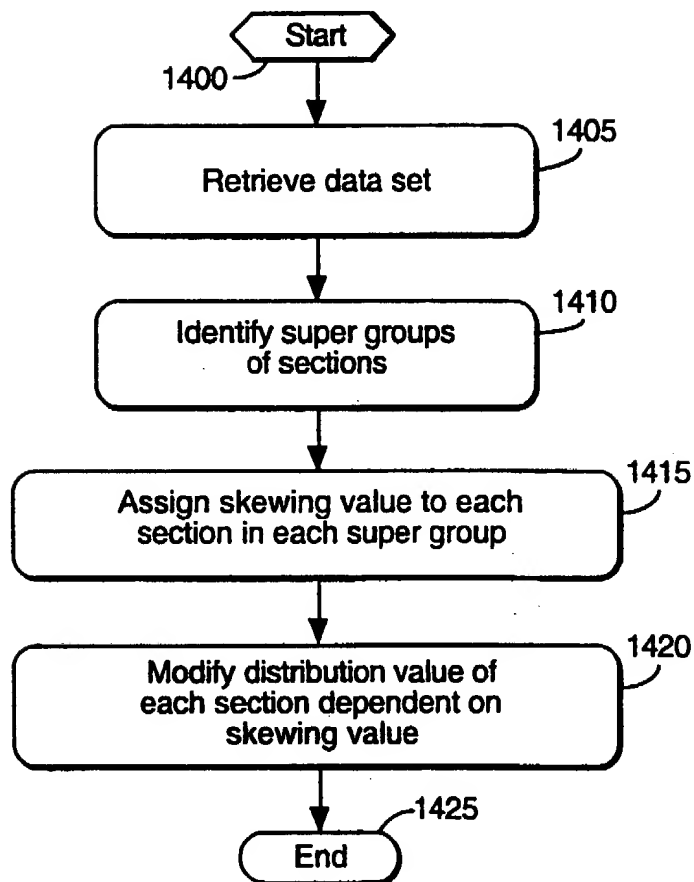 Start
1400
1405
Retrieve data set
1410
Identify super groups
of sections
1415
Assign skewing value to each
section in each super group
1420
Modify distribution value of
each section dependent on
skewing value
1425
End